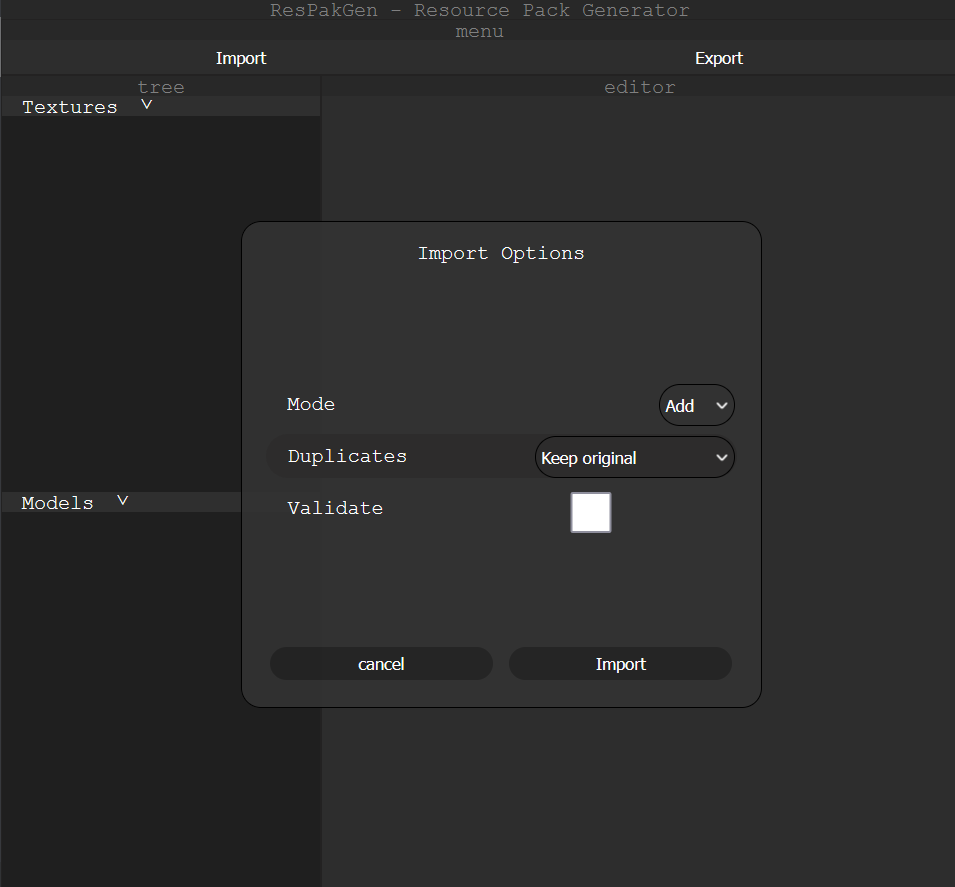 ResPakGen - Resource Pack Generator
menu
Import Export
tree editor
Textures V
Import Options
Mode Add
Duplicates Keep original
Models V
Validate
cancel Import